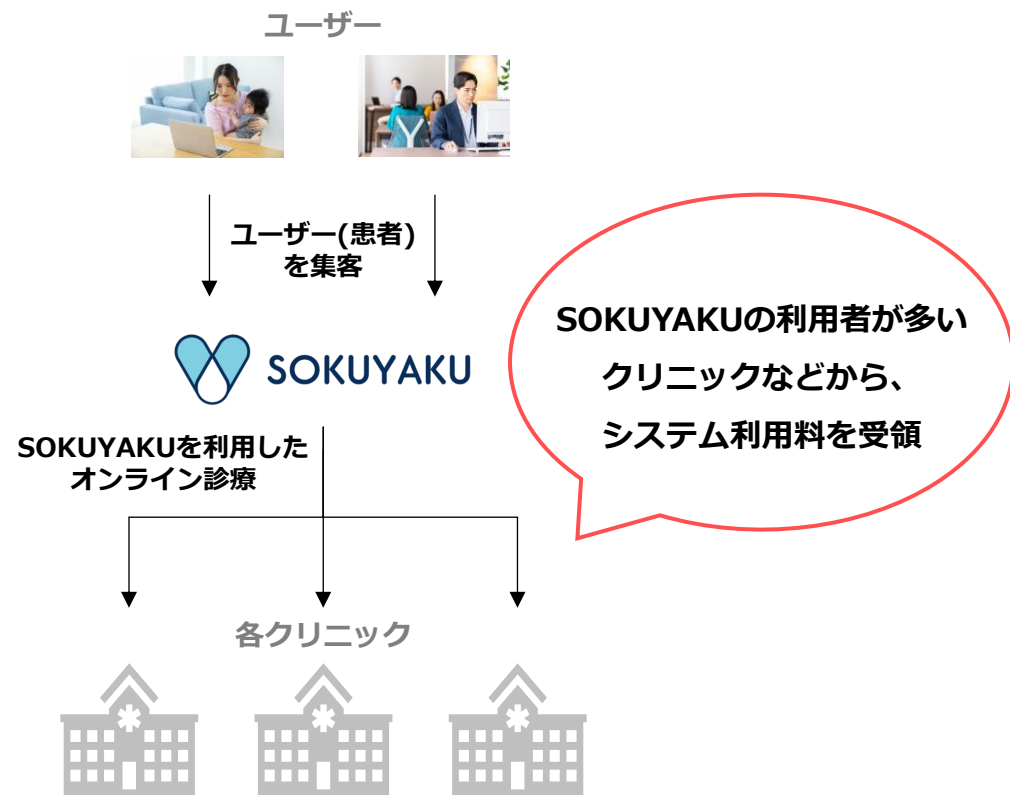 ユーザー
ユーザー(患者)
を集客
SOKUYAKU
SOKUYAKUの利用者が多い
クリニックなどから、
システム利用料を受領
SOKUYAKUを利用した
オンライン診療
各クリニック